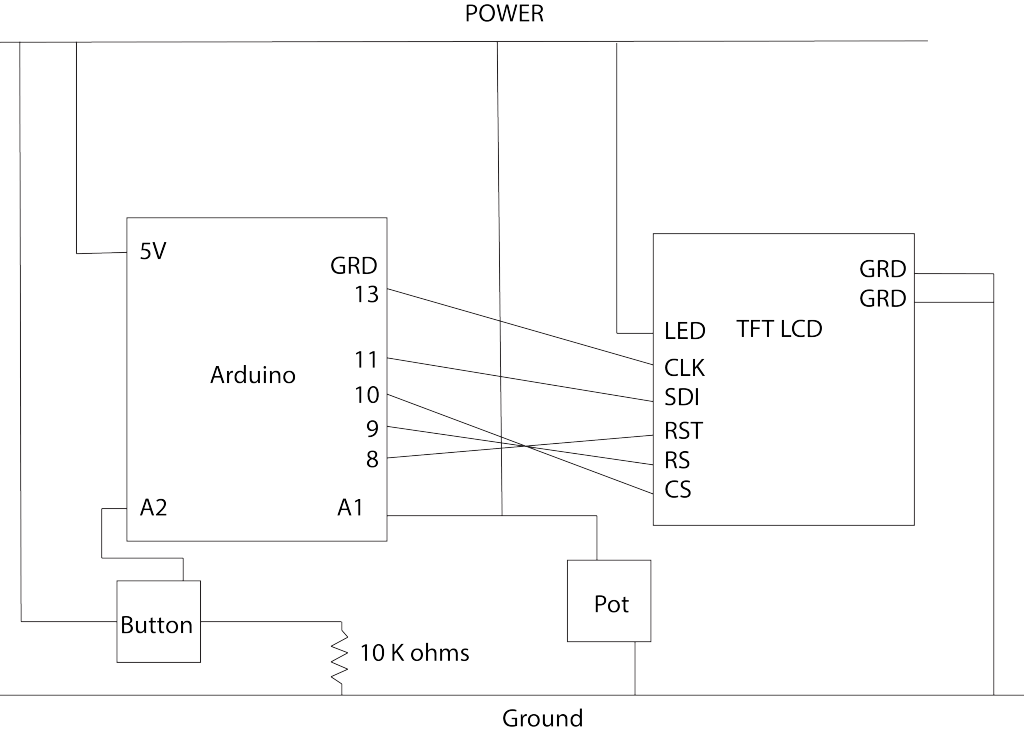 POWER
5V
GRD
13
11
10
9
8
Arduino
A2
A1
GRD
GRD
LED
TFT LCD
CLK
SDI
RST
RS
CS
Button
10 K ohms
Pot
Ground